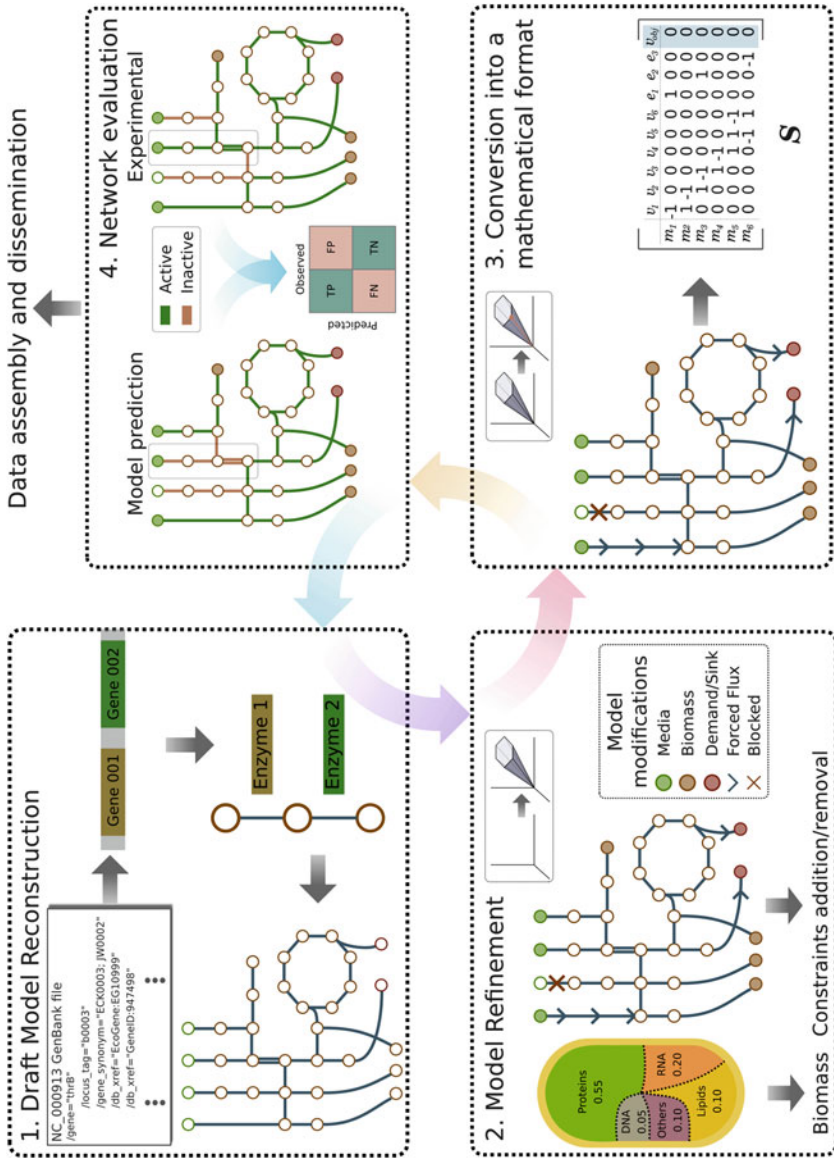 1. Draft Model Reconstruction
NC_000913 GenBank file
/gene="thrB"
/locus_tag="b0003"
/gene_synonym="ECK0003; JW0002"
/db_xref="EcoGene:EG10999"
/db_xref="GeneID:947498"
Gene 001 Gene 002
Enzyme 1
Enzyme 2
2. Model Refinement
Proteins
0.55
DNA
0.05
RNA
0.20
Others
0.10
Lipids
0.10
Model
modifications
Media
Biomass
Demand/Sink
Forced Flux
Blocked
Biomass
Constraints addition/removal
3. Conversion into a
mathematical format
v1 v2 v3 v4 v5 v6 e1 e2 e3 vobj
m1 -1 0 0 0 0 0 1 0 0 0
m2 1 -1 0 0 0 0 0 0 0 0
m3 0 1 -1 0 0 0 0 1 0 0
m4 0 0 1 -1 0 0 0 0 0 0
m5 0 0 0 1 1 -1 0 0 0 0
m6 0 0 0 0 -1 1 0 0 -1 0
S
4. Network evaluation
Model prediction
Experimental
Active
Inactive
Observed
Predicted
TP FP
FN TN
Data assembly and dissemination